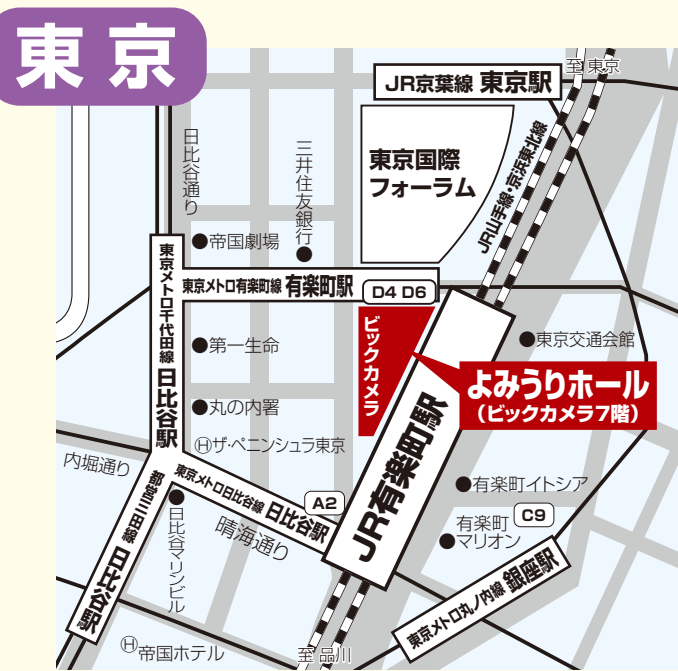 東京
至 東京
JR京葉線 東京駅
JR山手線・京浜東北線
東京国際
フォーラム
日比谷通り
三井住友銀行
帝国劇場
東京メトロ有楽町線 有楽町駅
D4 D6
東京メトロ千代田線 日比谷駅
ビックカメラ
東京交通会館
第一生命
よみうりホール
（ビックカメラ7階）
丸の内署
JR有楽町駅
Ⓗザ・ペニンシュラ東京
内堀通り
東京メトロ日比谷線 日比谷駅
A2
有楽町イトシア
都営三田線 日比谷駅
日比谷マリンビル
晴海通り
有楽町
マリオン
C9
東京メトロ丸ノ内線 銀座駅
Ⓗ帝国ホテル
至 品川